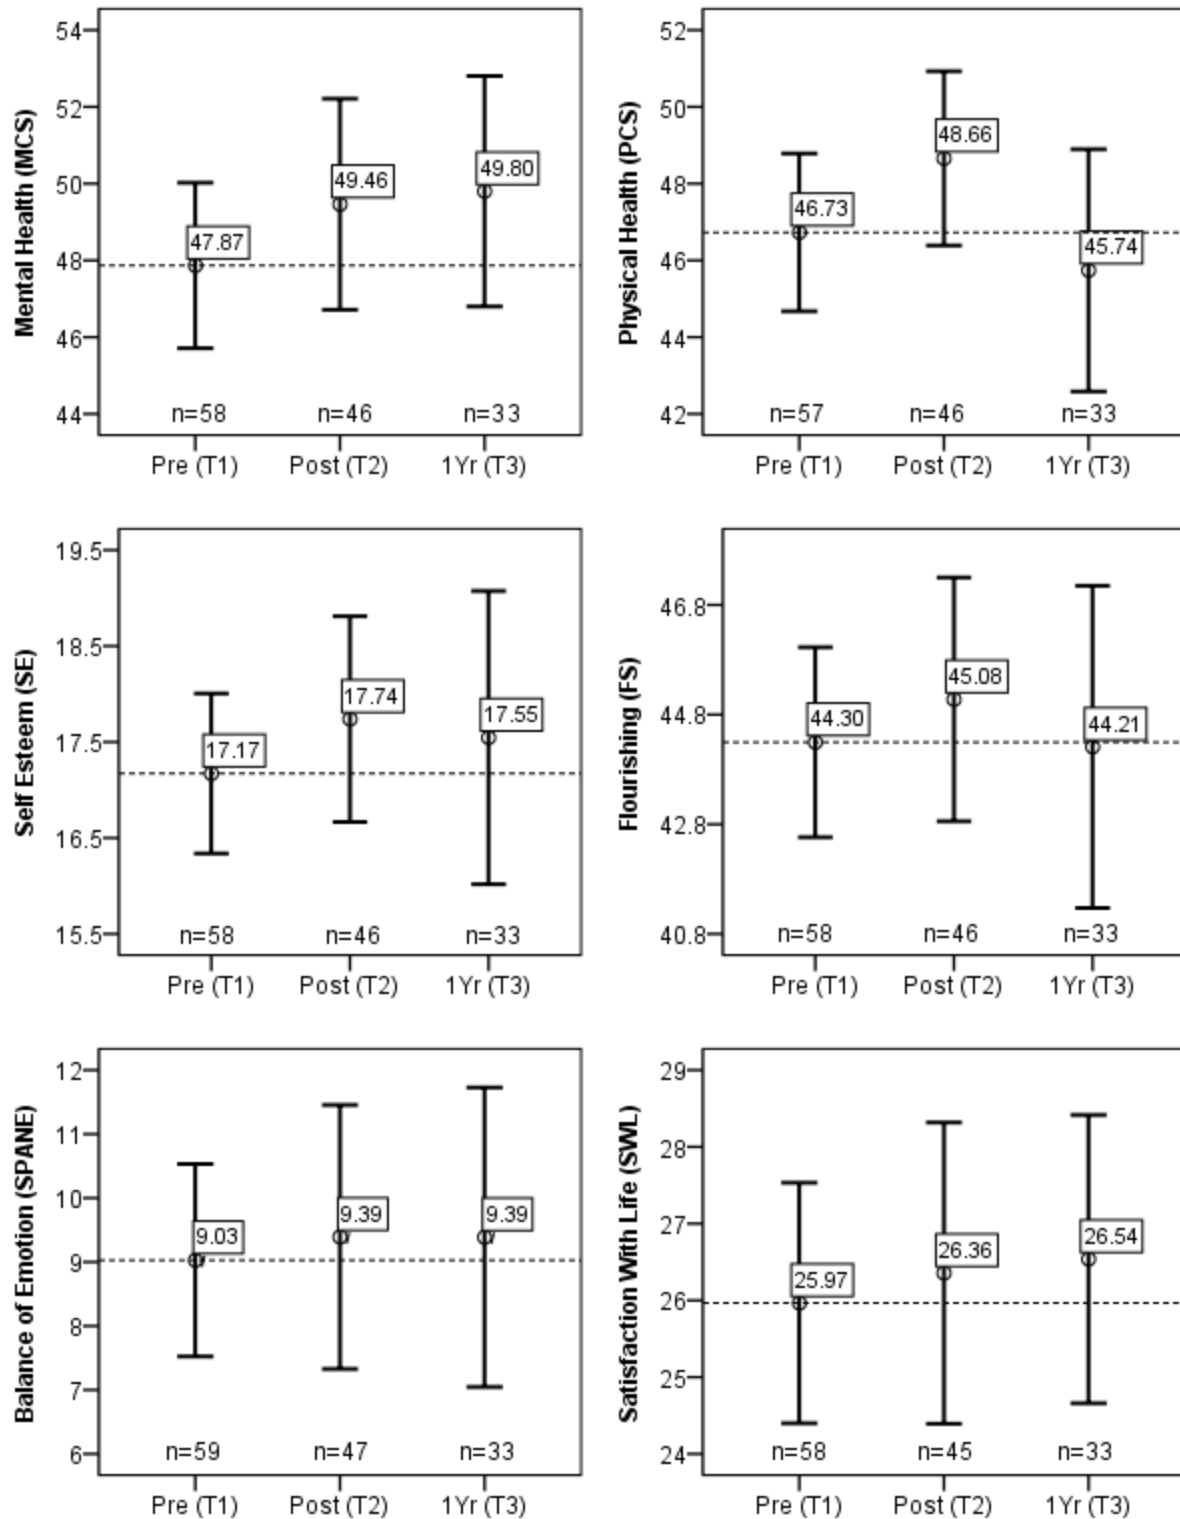 Mental Health (MCS)
54
52
50
48
46
44
47.87
49.46
49.80
n=58
n=46
n=33
Pre (T1)
Post (T2)
1Yr (T3)
Physical Health (PCS)
52
50
48
46
44
42
46.73
48.66
45.74
n=57
n=46
n=33
Pre (T1)
Post (T2)
1Yr (T3)
Self Esteem (SE)
19.5
18.5
17.5
16.5
15.5
17.17
17.74
17.55
n=58
n=46
n=33
Pre (T1)
Post (T2)
1Yr (T3)
Flourishing (FS)
46.8
44.8
42.8
40.8
44.30
45.08
44.21
n=58
n=46
n=33
Pre (T1)
Post (T2)
1Yr (T3)
Balance of Emotion (SPANE)
12
11
10
9
8
7
6
9.03
9.39
9.39
n=59
n=47
n=33
Pre (T1)
Post (T2)
1Yr (T3)
Satisfaction With Life (SWL)
29
28
27
26
25
24
25.97
26.36
26.54
n=58
n=45
n=33
Pre (T1)
Post (T2)
1Yr (T3)